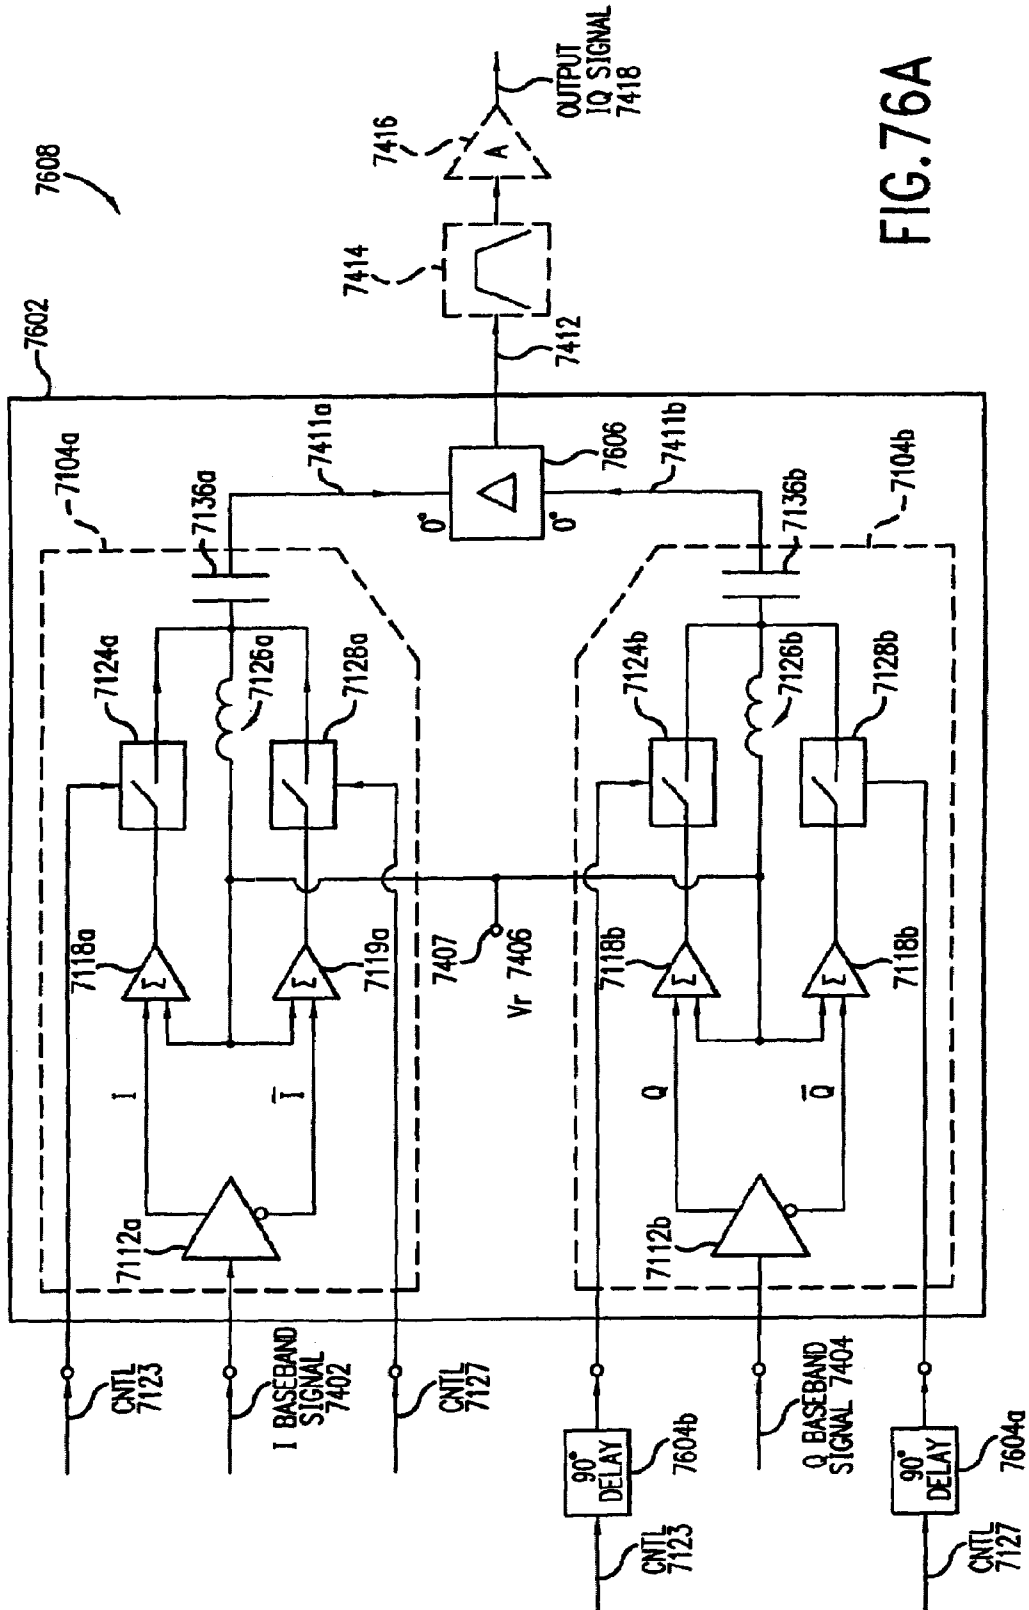 7608
7602
7104a
7136a
7124a
7126a
7128a
7118a
7119a
Σ
Σ
I
I̅
7112a
CNTL
7123
I BASEBAND
SIGNAL
7402
CNTL
7127
7411a
0°
Δ
0°
7606
7411b
7412
7414
7416
A
OUTPUT
IQ SIGNAL
7418
7407
Vr 7406
7104b
7136b
7124b
7126b
7128b
7118b
7118b
Σ
Σ
Q
Q̅
7112b
90°
DELAY
7604b
CNTL
7123
Q BASEBAND
SIGNAL 7404
90°
DELAY
7604a
CNTL
7127
FIG.76A